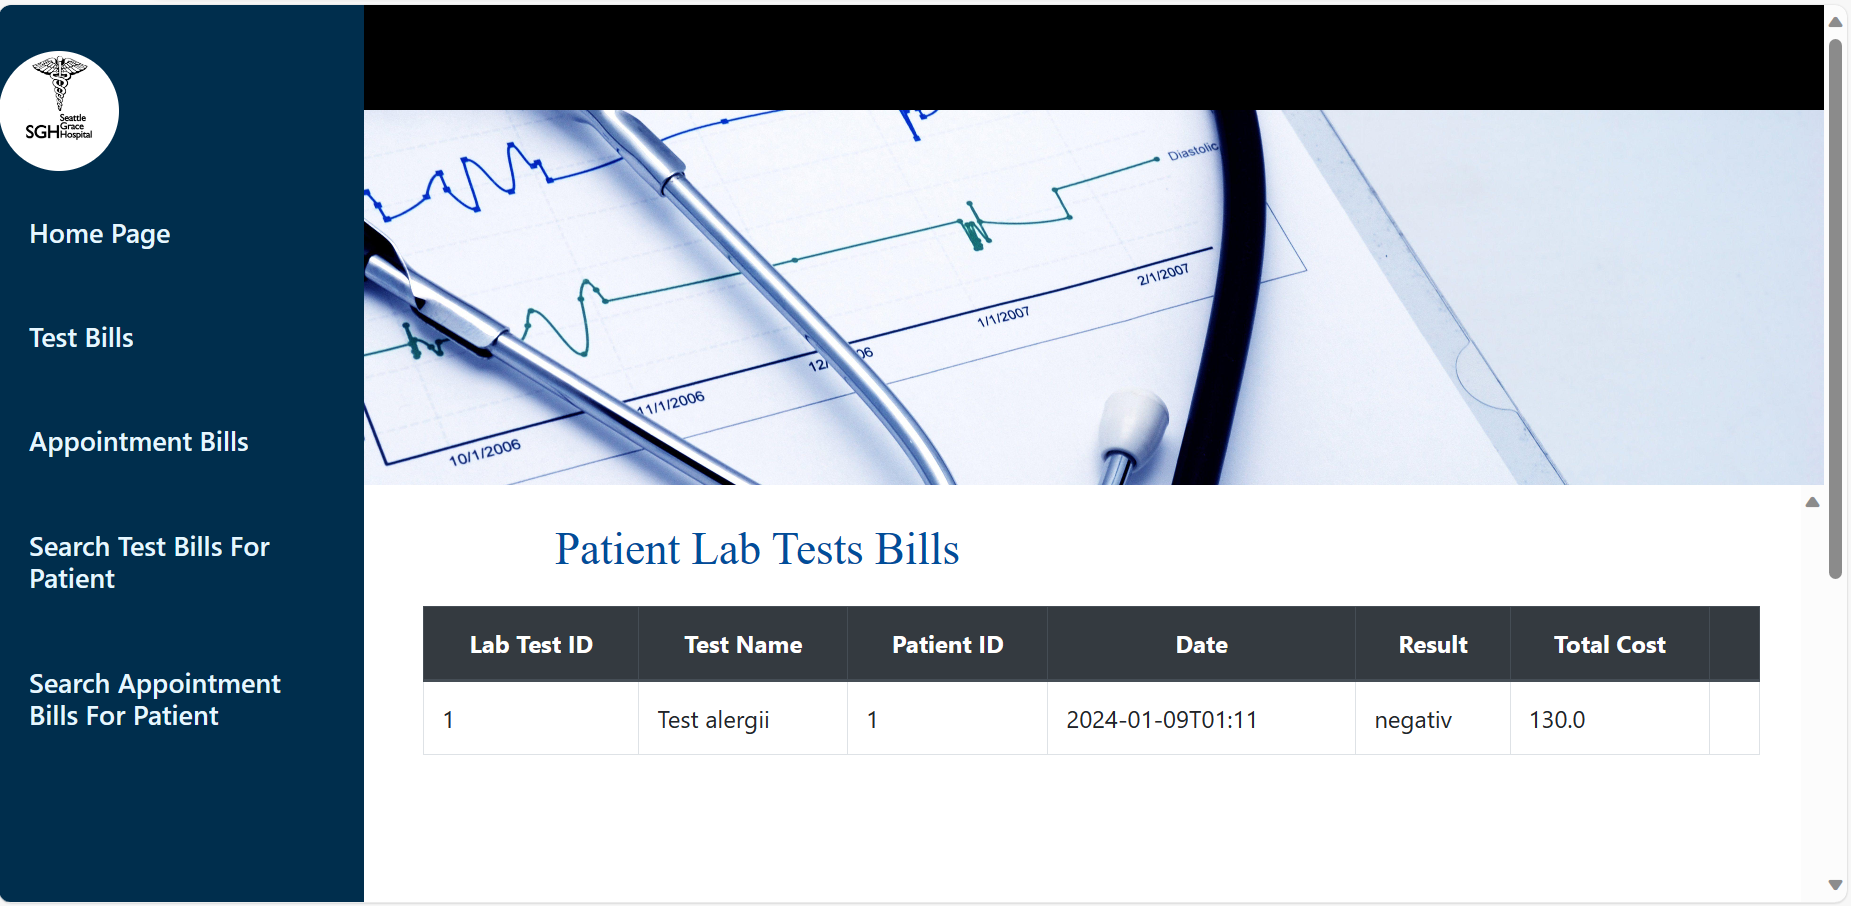 Seattle
SGH Grace
Hospital
Home Page
Test Bills
Appointment Bills
Search Test Bills For
Patient
Search Appointment
Bills For Patient
Diastolic
2/1/2007
1/1/2007
11/1/2006
10/1/2006
Patient Lab Tests Bills
Lab Test ID Test Name Patient ID Date Result Total Cost
1 Test alergii 1 2024-01-09T01:11 negativ 130.0